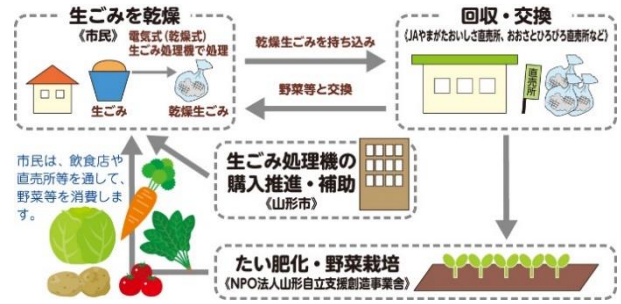 生ごみを乾燥
《市民》
電気式(乾燥式)
生ごみ処理機で処理
生ごみ
乾燥生ごみ
乾燥生ごみを持ち込み
野菜等と交換
回収・交換
《JAやまがたおいしさ直売所、おおさとひろびろ直売所など》
直売所
生ごみ処理機の
購入推進・補助
《山形市》
市民は、飲食店や
直売所等を通して、
野菜等を消費しま
す。
たい肥化・野菜栽培
《NPO法人山形自立支援創造事業舎》